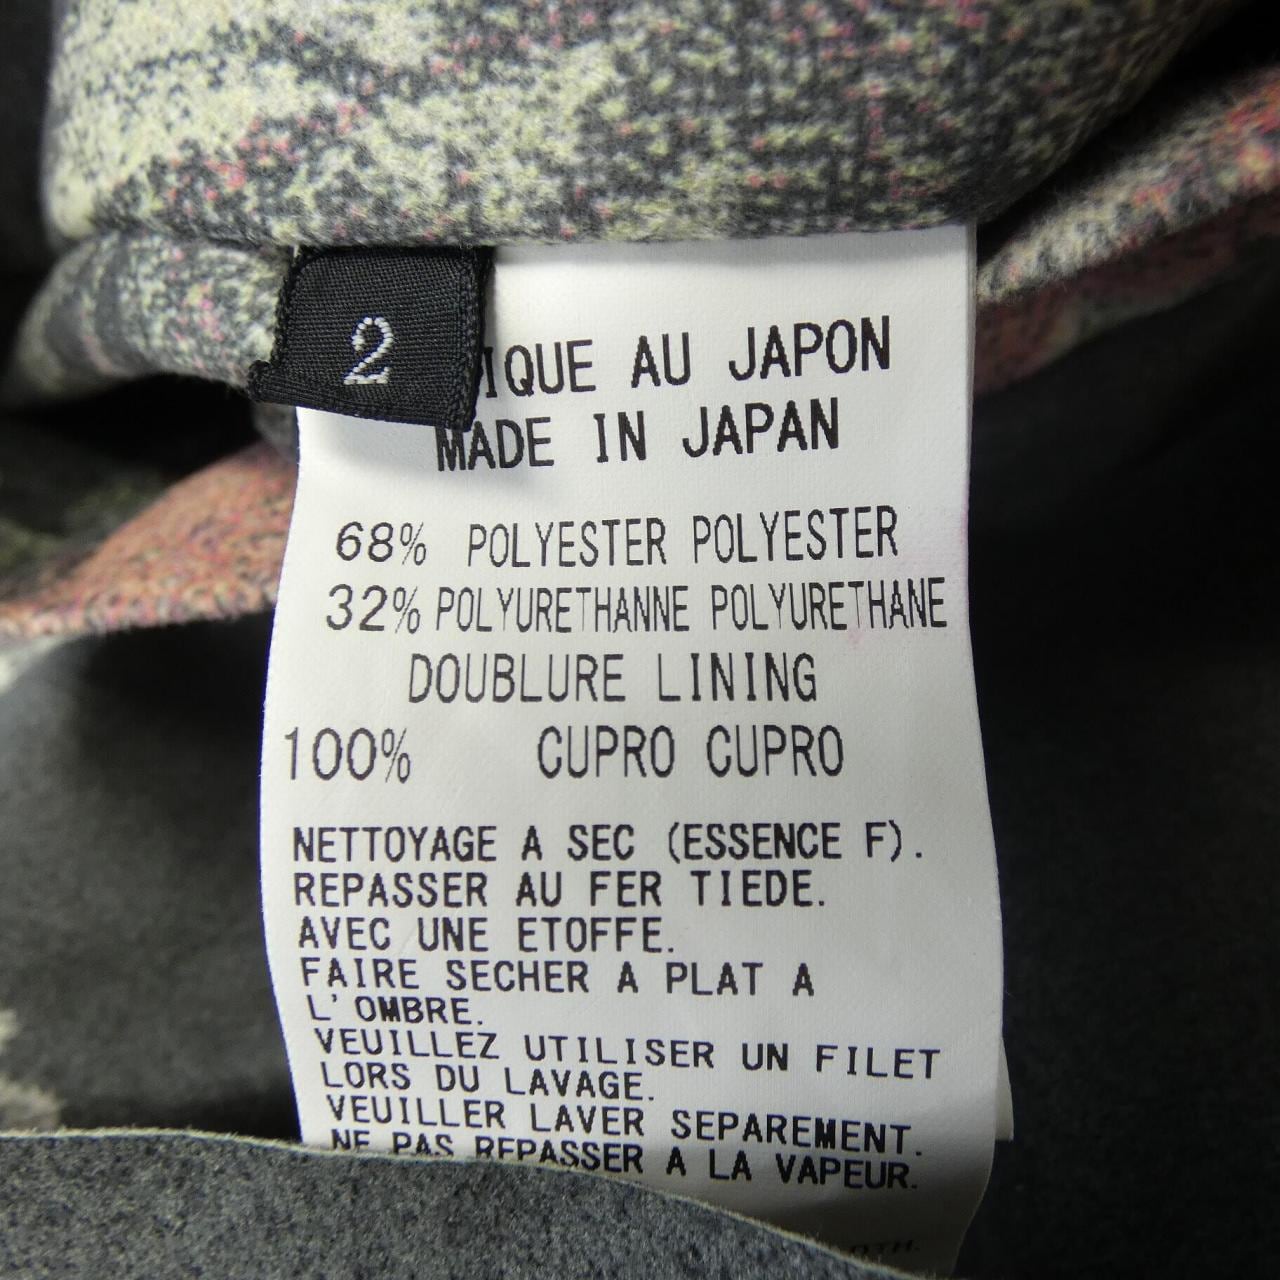 2
AU JAPON
MADE IN JAPAN
68% POLYESTER POLYESTER
32% POLYURETHANNE POLYURETHANE
DOUBLURE LINING
100% CUPRO CUPRO
NETTOYAGE A SEC (ESSENCE F).
REPASSER AU FER TIEDE.
AVEC UNE ETOFFE.
FAIRE SECHER A PLAT A
L'OMBRE.
VEUILLEZ UTILISER UN FILET
LORS DU LAVAGE.
VEUILLER LAVER SEPAREMENT.
NE PAS REPASSER A LA VAPEUR.